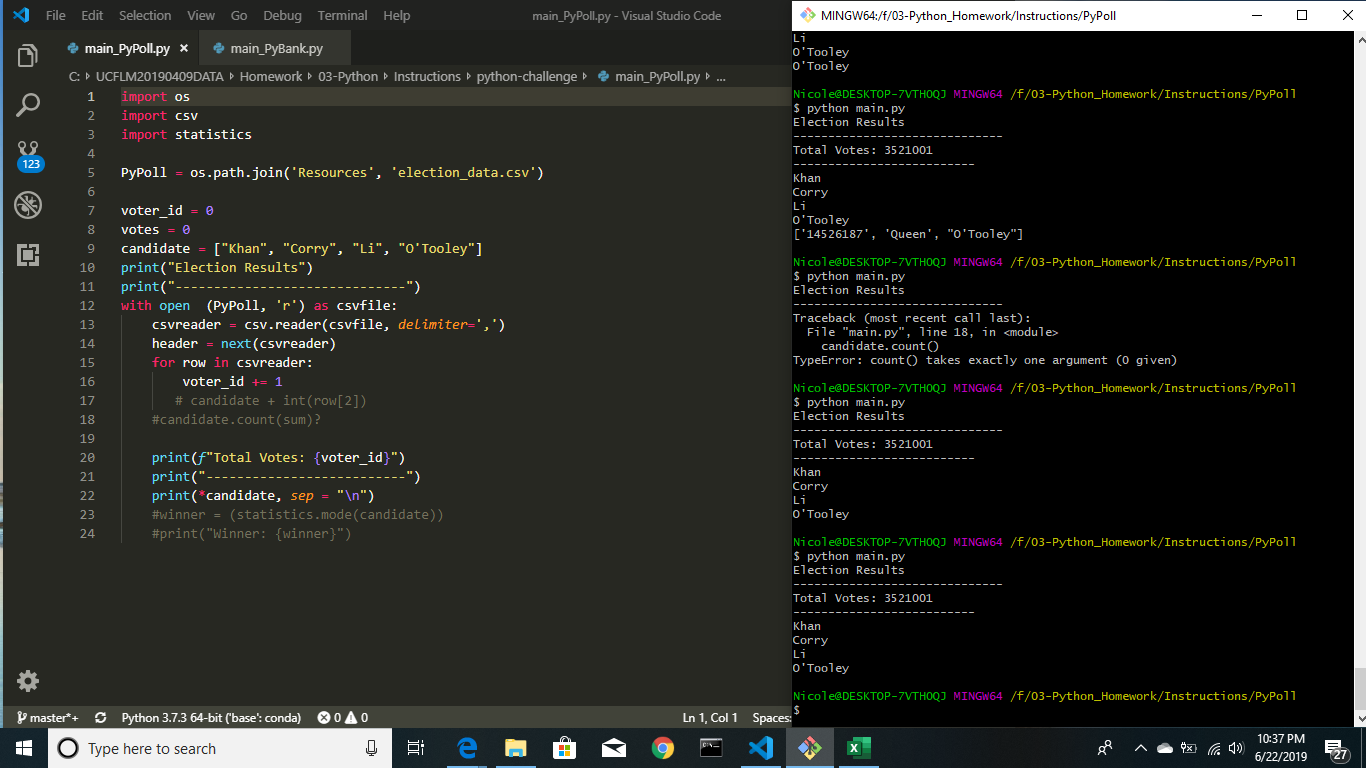 File Edit Selection View Go Debug Terminal Help main_PyPoll.py - Visual Studio Code
main_PyPoll.py × main_PyBank.py
C: › UCFLM20190409DATA › Homework › 03-Python › Instructions › python-challenge › main_PyPoll.py › ...
1 import os
2 import csv
3 import statistics
4
5 PyPoll = os.path.join('Resources', 'election_data.csv')
6
7 voter_id = 0
8 votes = 0
9 candidate = ["Khan", "Corry", "Li", "O'Tooley"]
10 print("Election Results")
11 print("------------------------------")
12 with open  (PyPoll, 'r') as csvfile:
13     csvreader = csv.reader(csvfile, delimiter=',')
14     header = next(csvreader)
15     for row in csvreader:
16         voter_id += 1
17        # candidate + int(row[2])
18     #candidate.count(sum)?
19
20     print(f"Total Votes: {voter_id}")
21     print("--------------------------")
22     print(*candidate, sep = "\n")
23     #winner = (statistics.mode(candidate))
24     #print("Winner: {winner}")
123
master*+ Python 3.7.3 64-bit ('base': conda) 0 0 Ln 1, Col 1 Spaces:
MINGW64:/f/03-Python_Homework/Instructions/PyPoll
Li
O'Tooley
O'Tooley
Nicole@DESKTOP-7VTHOQJ MINGW64 /f/03-Python_Homework/Instructions/PyPoll
$ python main.py
Election Results
------------------------------
Total Votes: 3521001
--------------------------
Khan
Corry
Li
O'Tooley
['14526187', 'Queen', "O'Tooley"]
Nicole@DESKTOP-7VTHOQJ MINGW64 /f/03-Python_Homework/Instructions/PyPoll
$ python main.py
Election Results
------------------------------
Traceback (most recent call last):
  File "main.py", line 18, in <module>
    candidate.count()
TypeError: count() takes exactly one argument (0 given)
Nicole@DESKTOP-7VTHOQJ MINGW64 /f/03-Python_Homework/Instructions/PyPoll
$ python main.py
Election Results
------------------------------
Total Votes: 3521001
--------------------------
Khan
Corry
Li
O'Tooley
Nicole@DESKTOP-7VTHOQJ MINGW64 /f/03-Python_Homework/Instructions/PyPoll
$ python main.py
Election Results
------------------------------
Total Votes: 3521001
--------------------------
Khan
Corry
Li
O'Tooley
Nicole@DESKTOP-7VTHOQJ MINGW64 /f/03-Python_Homework/Instructions/PyPoll
$
Type here to search
10:37 PM
6/22/2019
27